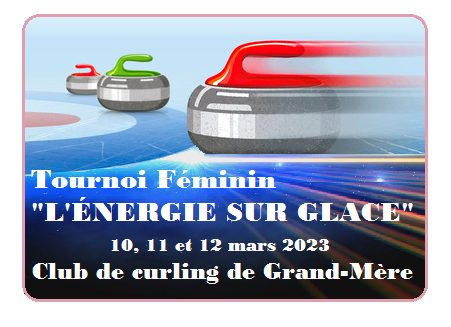 Tournoi Féminin
"L'ÉNERGIE SUR GLACE"
10, 11 et 12 mars 2023
Club de curling de Grand-Mère